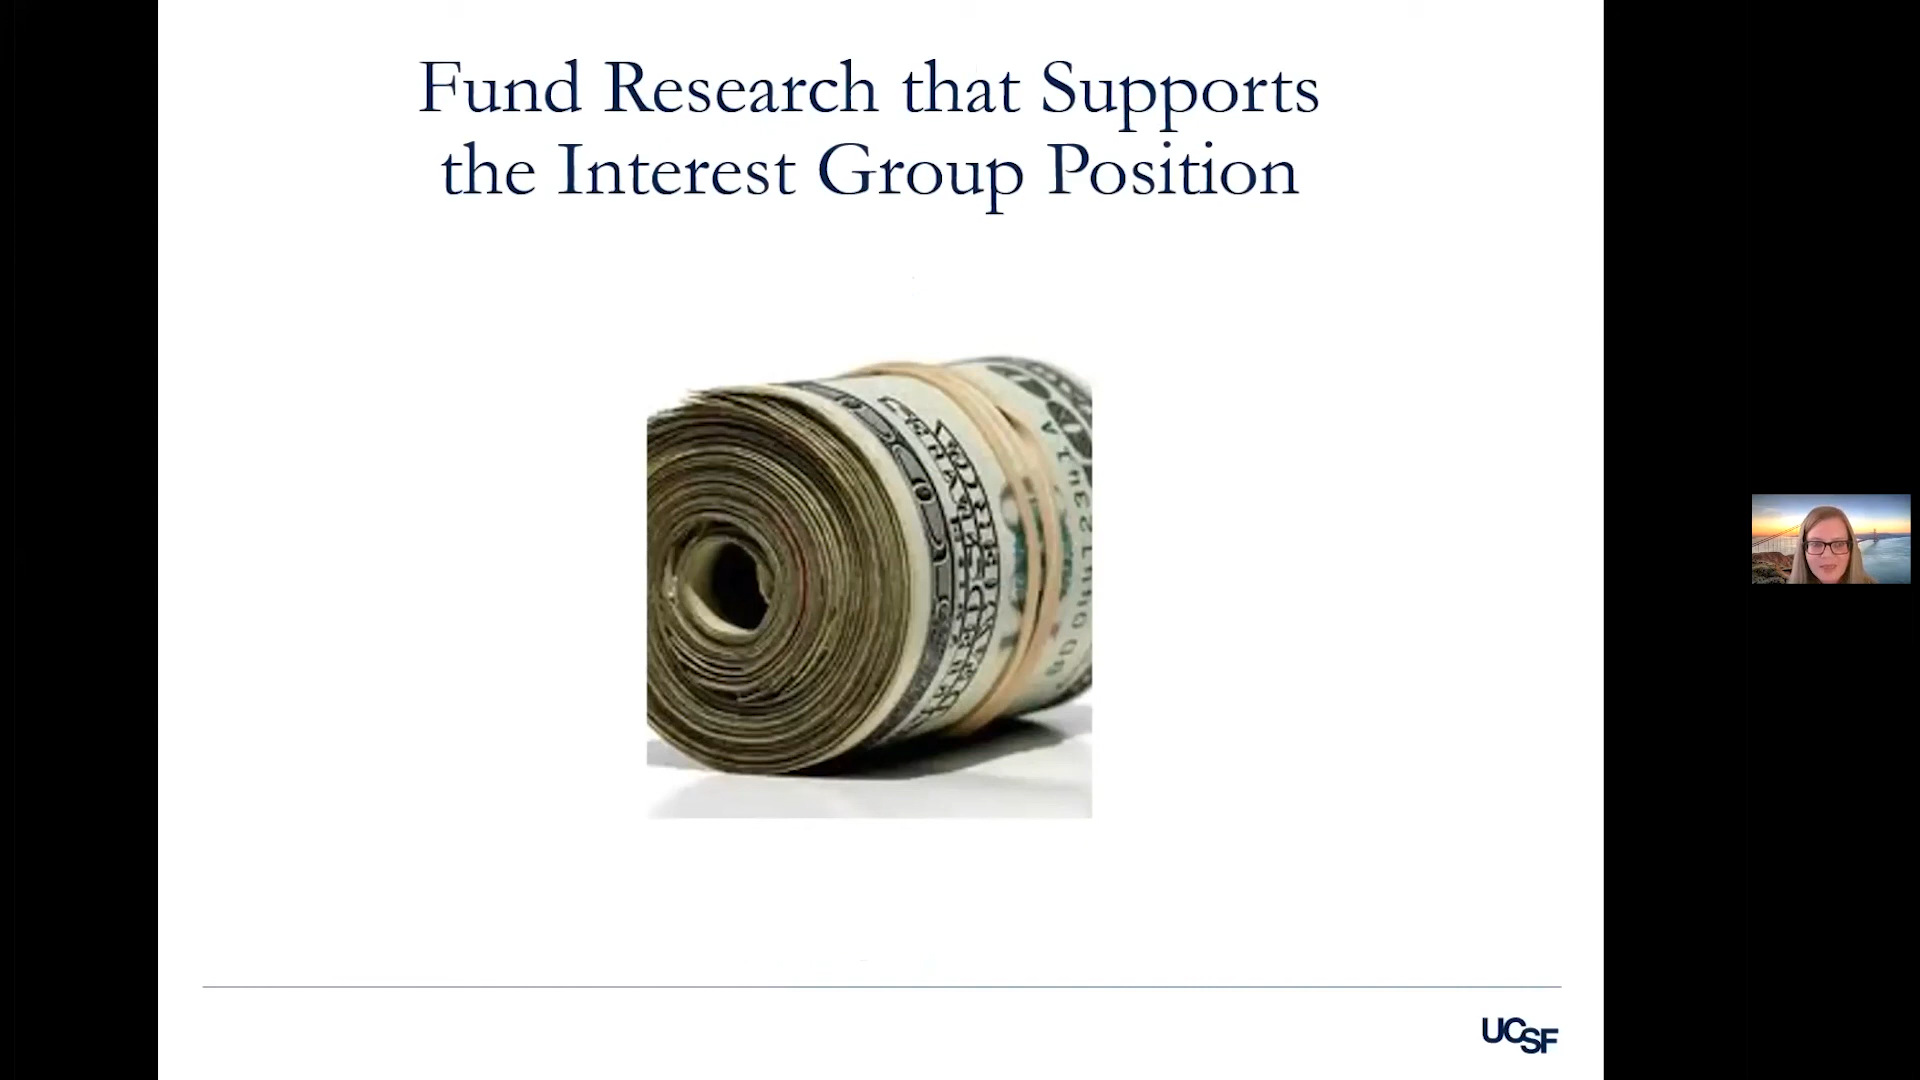 Fund Research that Supports
the Interest Group Position
UCSF